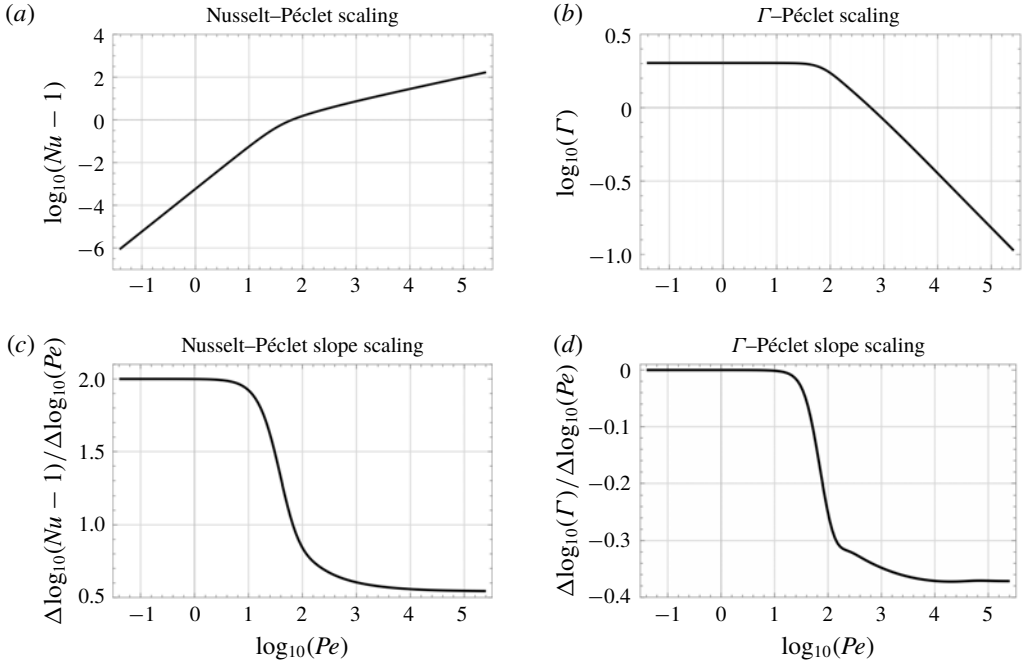 (a) Nusselt–Péclet scaling
4
2
0
−2
−4
−6
log10(Nu − 1)
−1 0 1 2 3 4 5
(b) Γ–Péclet scaling
0.5
0
−0.5
−1.0
log10(Γ)
−1 0 1 2 3 4 5
(c) Nusselt–Péclet slope scaling
2.0
1.5
1.0
0.5
Δlog10(Nu − 1)/Δlog10(Pe)
−1 0 1 2 3 4 5
log10(Pe)
(d) Γ–Péclet slope scaling
0
−0.1
−0.2
−0.3
−0.4
Δlog10(Γ)/Δlog10(Pe)
−1 0 1 2 3 4 5
log10(Pe)